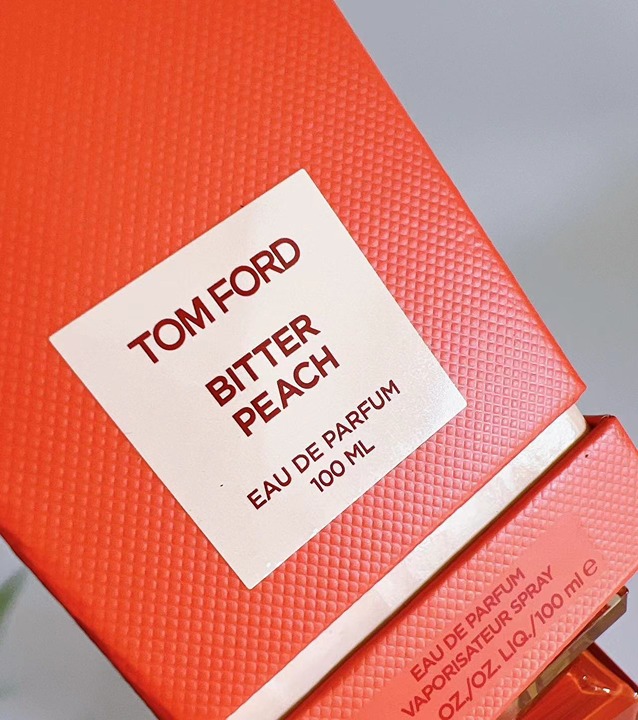 TOM FORD
BITTER
PEACH
EAU DE PARFUM
100 ML
EAU DE PARFUM
VAPORISATEUR SPRAY
OZ./OZ. LIQ./100 ml ℮